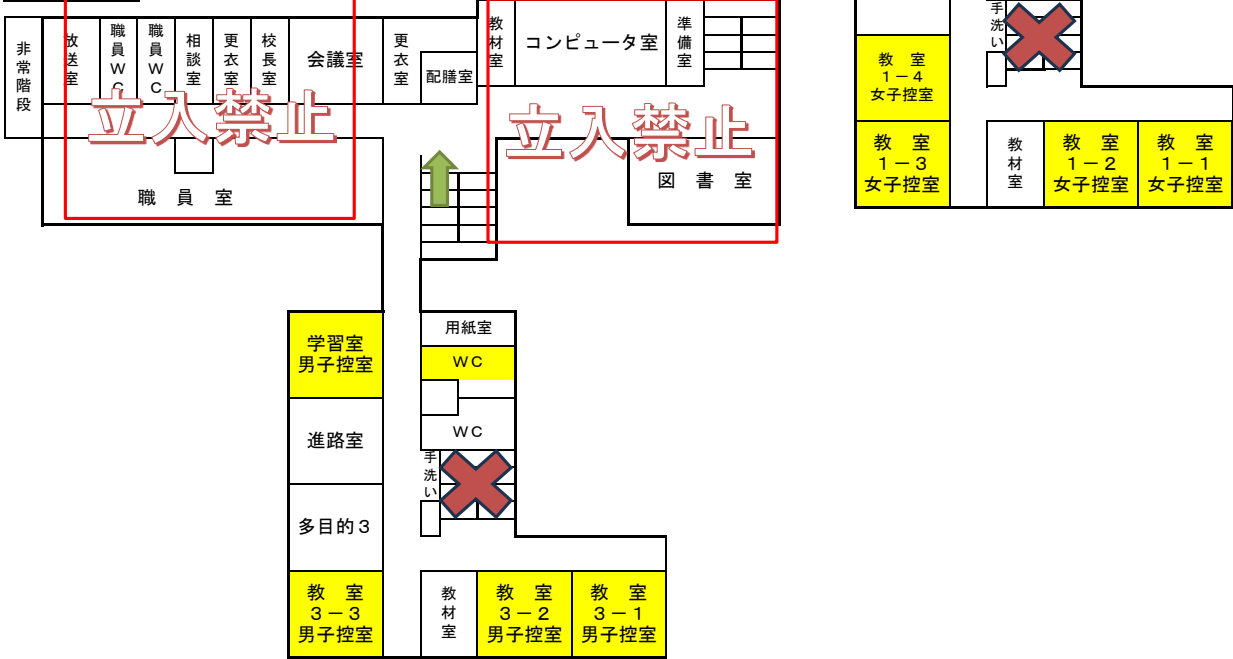 非常階段
放送室
職員WC
職員WC
相談室
更衣室
校長室
会議室
更衣室
配膳室
教材室
コンピュータ室
準備室
立入禁止
立入禁止
職 員 室
図 書 室
学習室
男子控室
進路室
多目的3
教 室
3-3
男子控室
用紙室
WC
WC
手洗い
教材室
教 室
3-2
男子控室
教 室
3-1
男子控室
手洗い
教 室
1-4
女子控室
教 室
1-3
女子控室
教材室
教 室
1-2
女子控室
教 室
1-1
女子控室